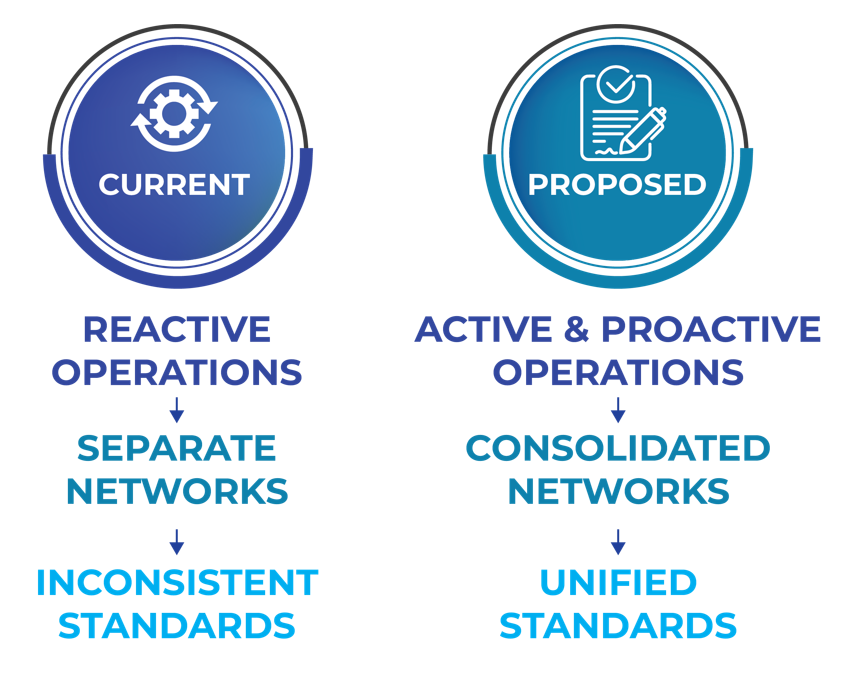 CURRENT
REACTIVE
OPERATIONS
SEPARATE
NETWORKS
INCONSISTENT
STANDARDS
PROPOSED
ACTIVE & PROACTIVE
OPERATIONS
CONSOLIDATED
NETWORKS
UNIFIED
STANDARDS